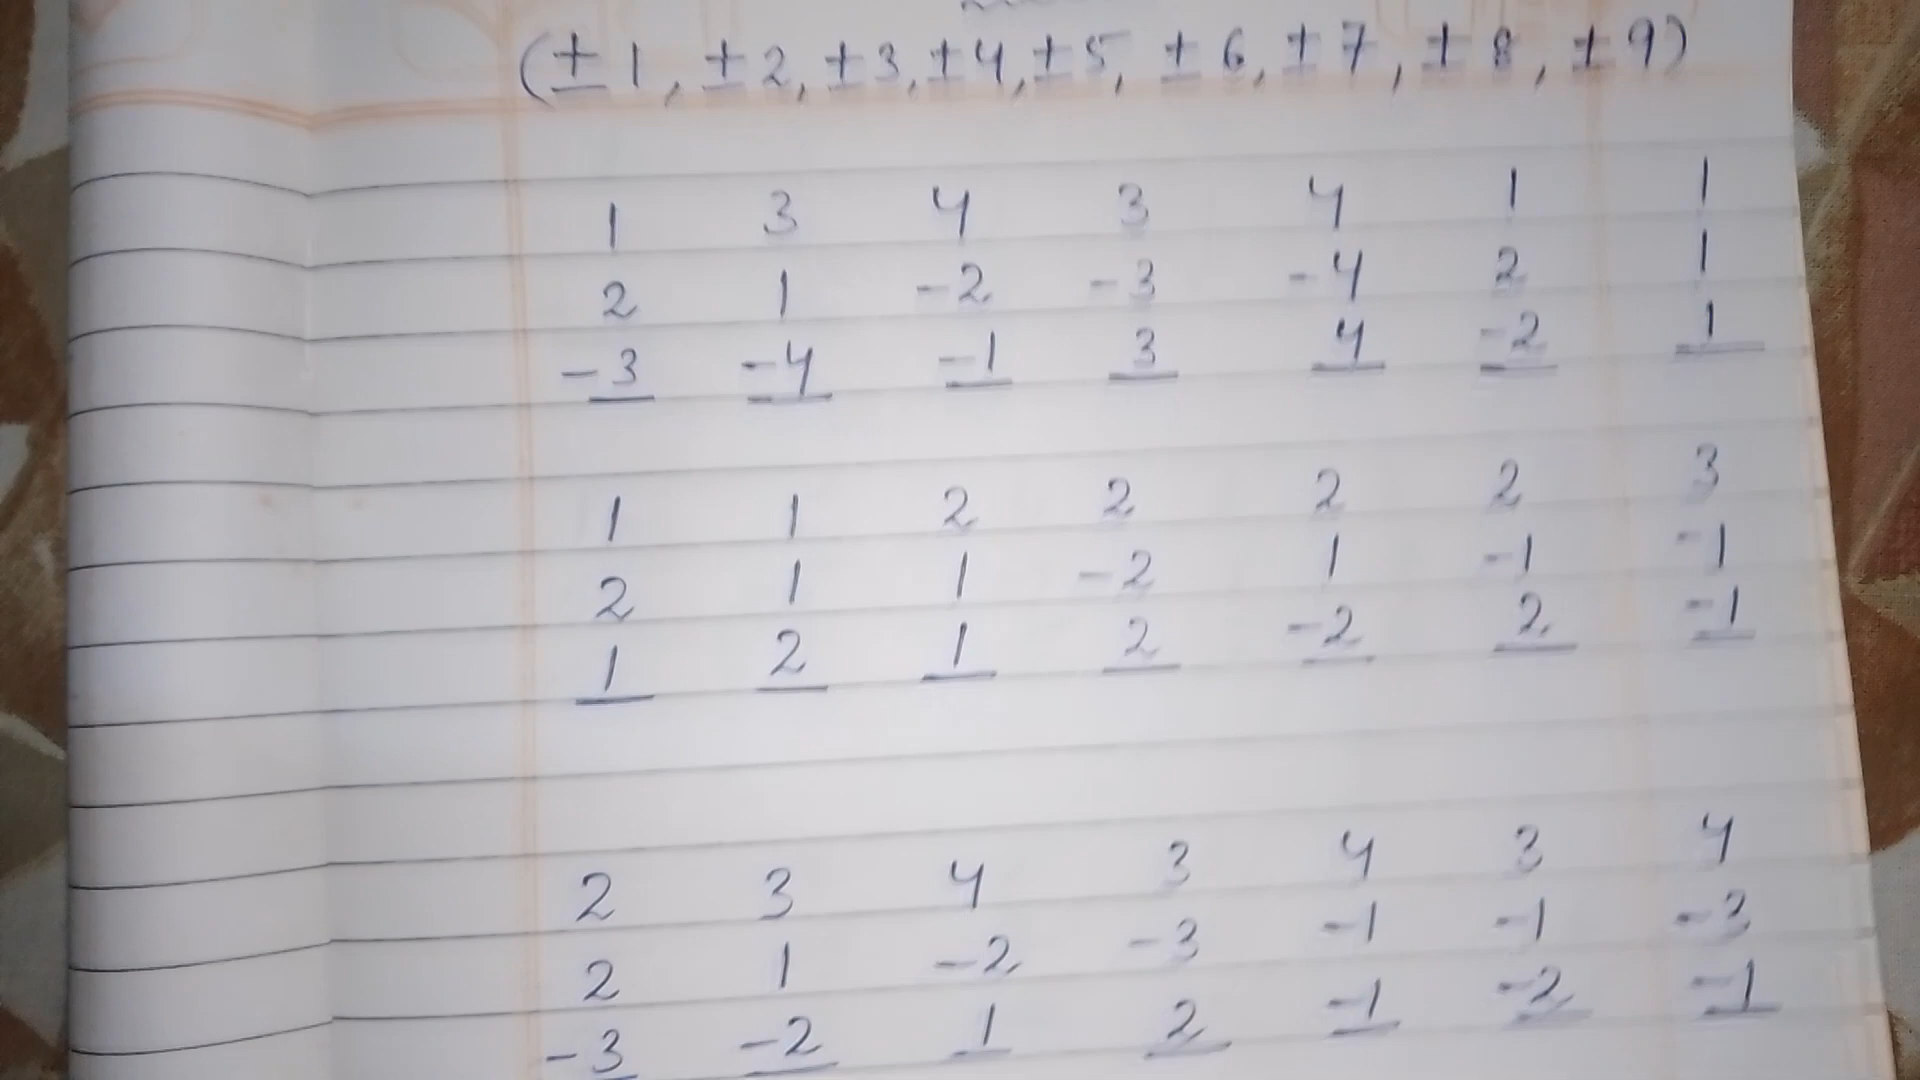 (±1, ±2, ±3, ±4, ±5, ±6, ±7, ±8, ±9)
1 3 4 3 4 1 1
2 1 -2 -3 -4 2 1
-3 -4 -1 3 4 -2 1
1 1 2 2 2 2 3
2 1 1 -2 1 -1 -1
1 2 1 2 -2 2 -1
2 3 4 3 4 3 4
2 1 -2 -3 -1 -1 -3
-3 -2 1 2 -1 -2 -1